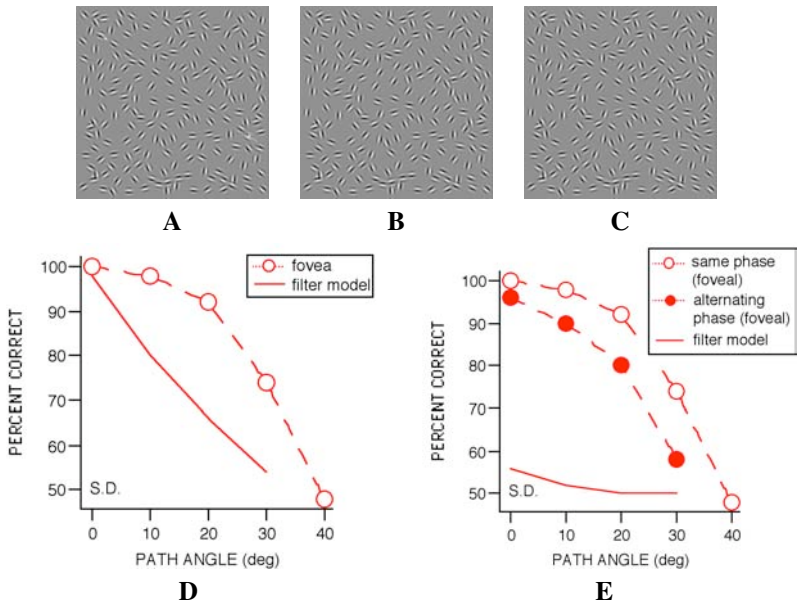 A B C
fovea
filter model
100
90
80
70
60
50
PERCENT CORRECT
S.D.
0 10 20 30 40
PATH ANGLE (deg)
D
same phase
(foveal)
alternating
phase (foveal)
filter model
100
90
80
70
60
50
PERCENT CORRECT
S.D.
0 10 20 30 40
PATH ANGLE (deg)
E